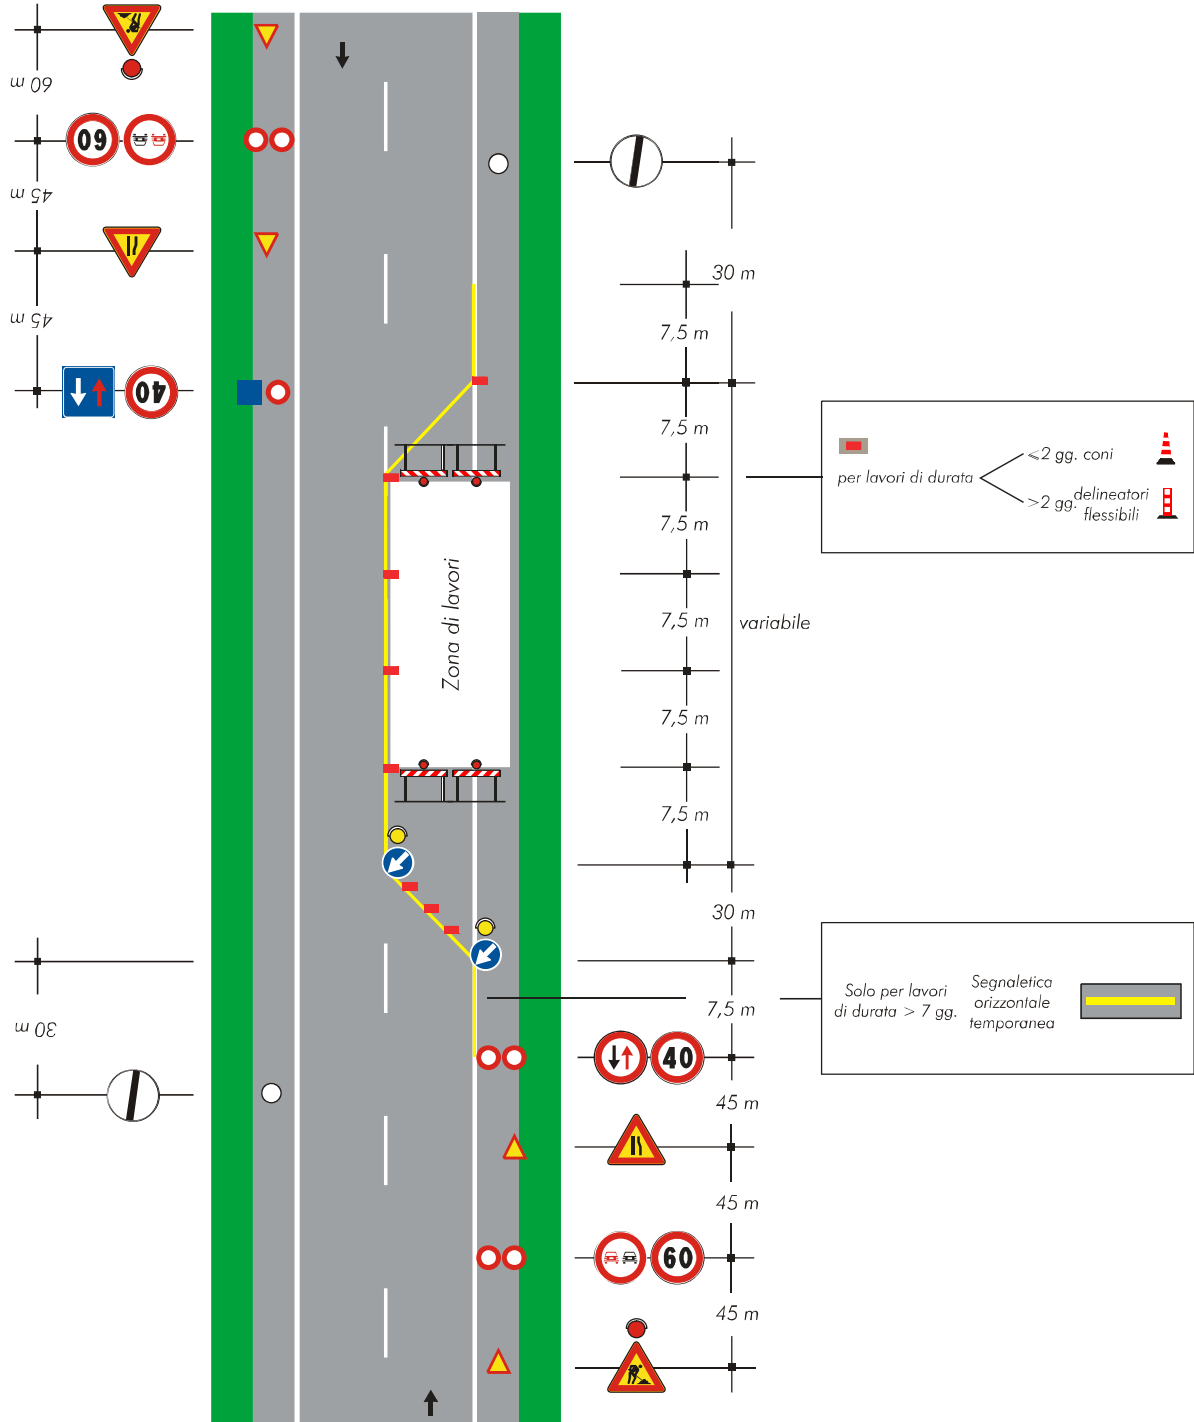 60 m
60
45 m
45 m
40
30 m
7,5 m
7,5 m
7,5 m
7,5 m
7,5 m
7,5 m
variabile
30 m
7,5 m
per lavori di durata
⩽2 gg. coni
>2 gg. delineatori
flessibili
Zona di lavori
Solo per lavori
di durata > 7 gg.
Segnaletica
orizzontale
temporanea
30 m
40
45 m
45 m
60
45 m